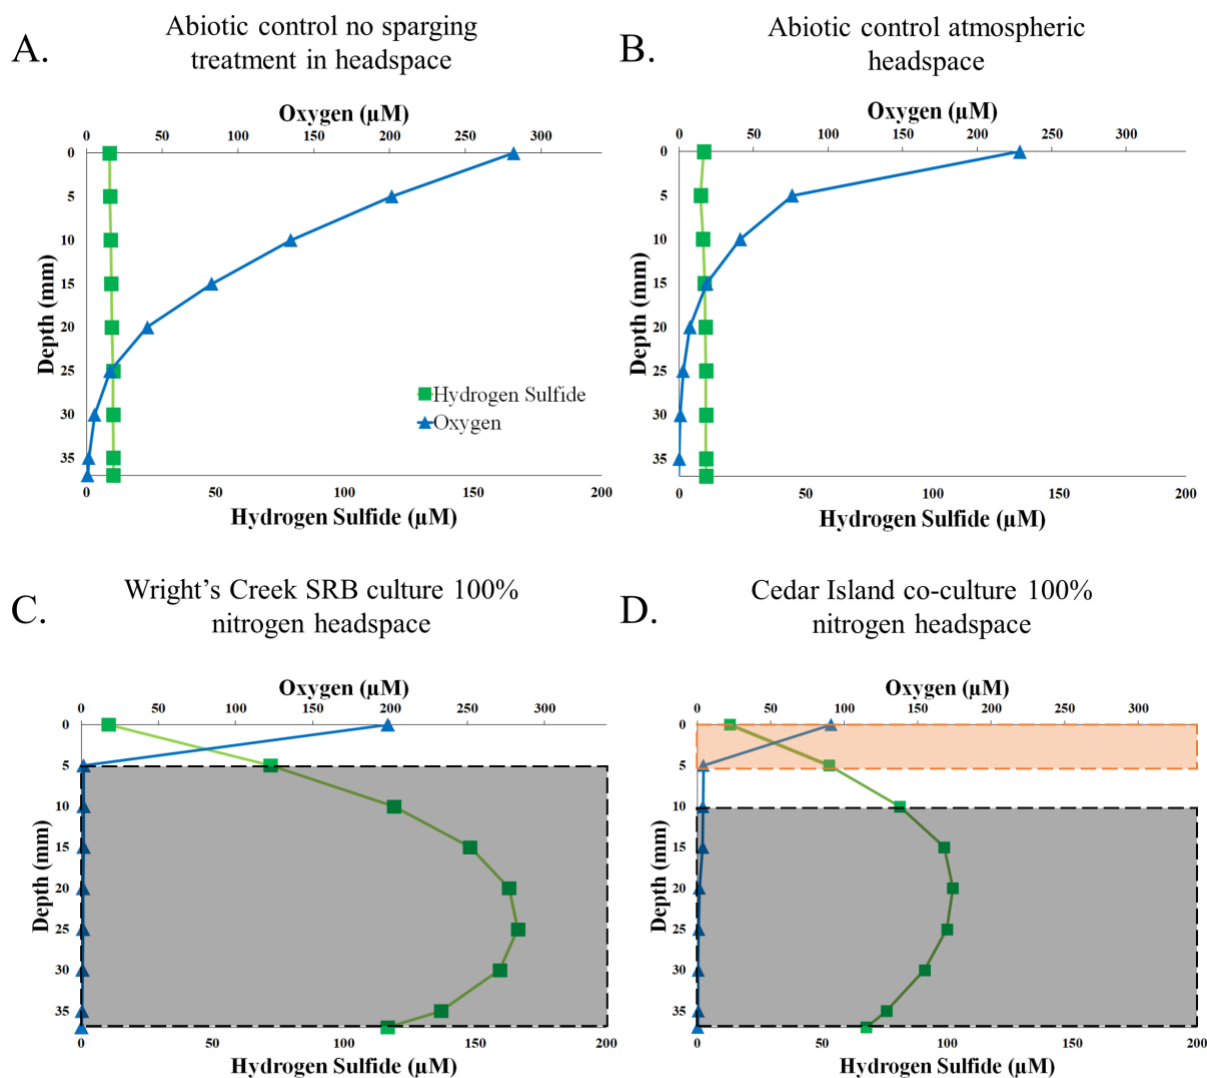 A.
Abiotic control no sparging
treatment in headspace
Oxygen (µM)
0 50 100 150 200 250 300
0
5
10
15
20
25
30
35
Depth (mm)
Hydrogen Sulfide
Oxygen
0 50 100 150 200
Hydrogen Sulfide (µM)
B.
Abiotic control atmospheric
headspace
Oxygen (µM)
0 50 100 150 200 250 300
0
5
10
15
20
25
30
35
Depth (mm)
0 50 100 150 200
Hydrogen Sulfide (µM)
C.
Wright’s Creek SRB culture 100%
nitrogen headspace
Oxygen (µM)
0 50 100 150 200 250 300
0
5
10
15
20
25
30
35
Depth (mm)
0 50 100 150 200
Hydrogen Sulfide (µM)
D.
Cedar Island co-culture 100%
nitrogen headspace
Oxygen (µM)
0 50 100 150 200 250 300
0
5
10
15
20
25
30
35
Depth (mm)
0 50 100 150 200
Hydrogen Sulfide (µM)